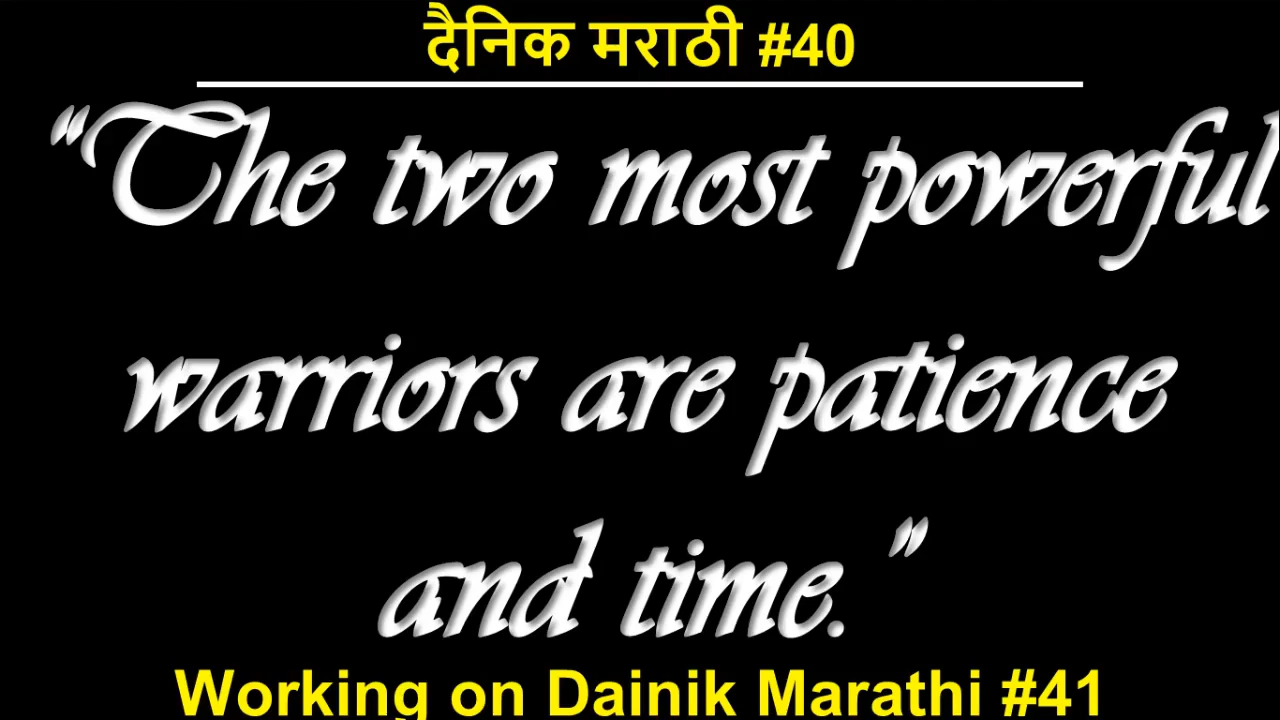 दैनिक मराठी #40
“The two most powerful
warriors are patience
and time.”
Working on Dainik Marathi #41